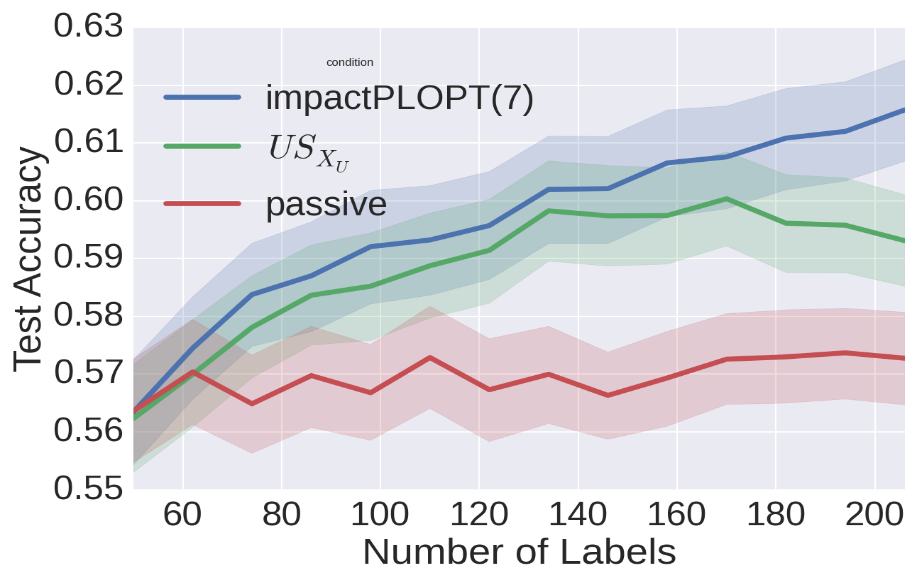 0.63
0.62
0.61
0.60
0.59
0.58
0.57
0.56
0.55
Test Accuracy
condition
impactPLOPT(7)
US_{X_U}
passive
60 80 100 120 140 160 180 200
Number of Labels